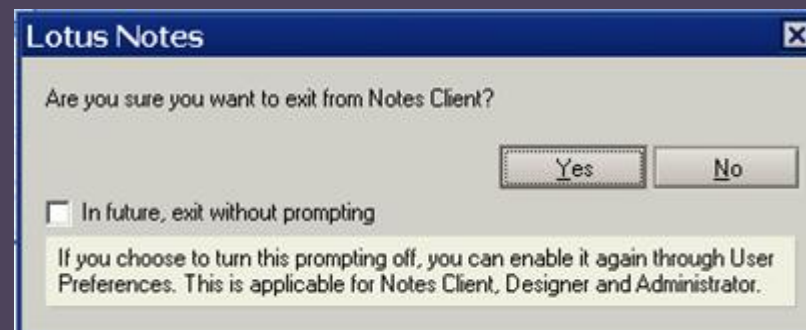 Lotus Notes
Are you sure you want to exit from Notes Client?
Yes No
In future, exit without prompting
If you choose to turn this prompting off, you can enable it again through User
Preferences. This is applicable for Notes Client, Designer and Administrator.